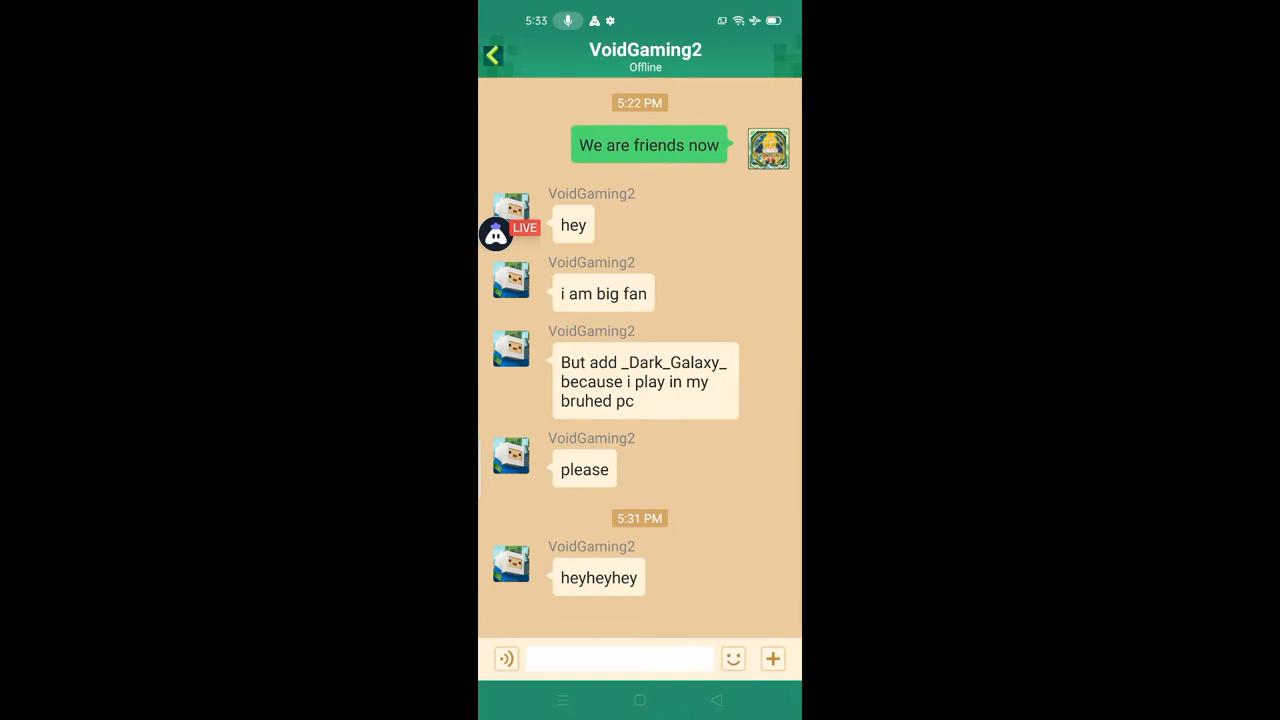 5:33
VoidGaming2
Offline
5:22 PM
We are friends now
VoidGaming2
hey
LIVE
VoidGaming2
i am big fan
VoidGaming2
But add _Dark_Galaxy_
because i play in my
bruhed pc
VoidGaming2
please
5:31 PM
VoidGaming2
heyheyhey